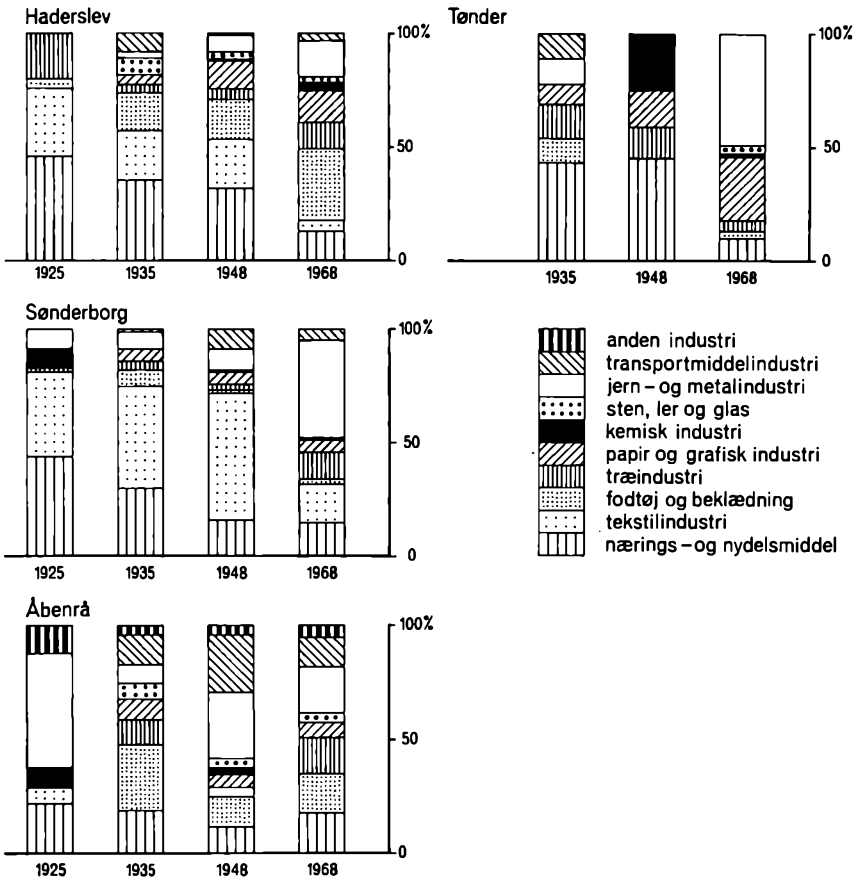 Haderslev
100%
50
0
1925 1935 1948 1968
Tønder
100%
50
0
1935 1948 1968
Sønderborg
100%
50
0
1925 1935 1948 1968
anden industri
transportmiddelindustri
jern- og metalindustri
sten, ler og glas
kemisk industri
papir og grafisk industri
træindustri
fodtøj og beklædning
tekstilindustri
nærings- og nydelsmiddel
Åbenrå
100%
50
0
1925 1935 1948 1968